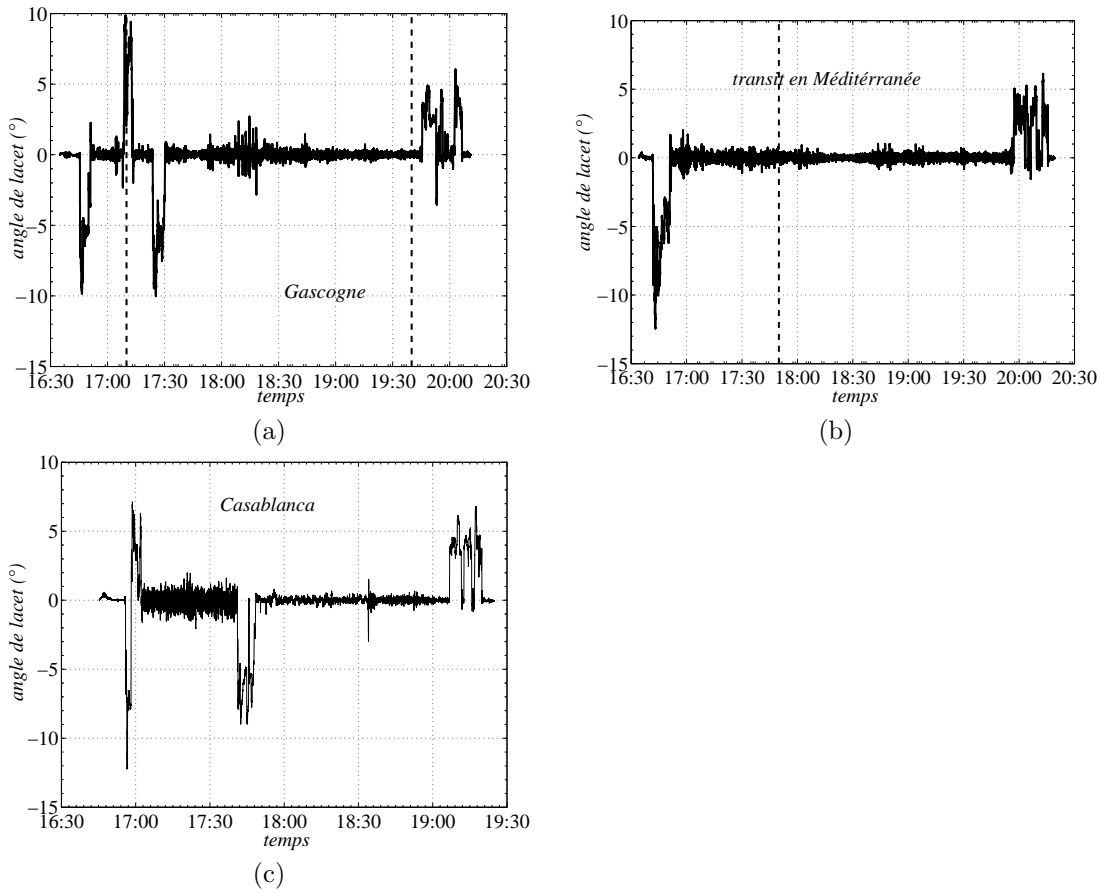 10
5
0
−5
−10
−15
angle de lacet (°)
Gascogne
16:30 17:00 17:30 18:00 18:30 19:00 19:30 20:00 20:30
temps
(a)
10
5
0
−5
−10
−15
angle de lacet (°)
transit en Méditérranée
16:30 17:00 17:30 18:00 18:30 19:00 19:30 20:00 20:30
temps
(b)
10
5
0
−5
−10
−15
angle de lacet (°)
Casablanca
16:30 17:00 17:30 18:00 18:30 19:00 19:30
temps
(c)